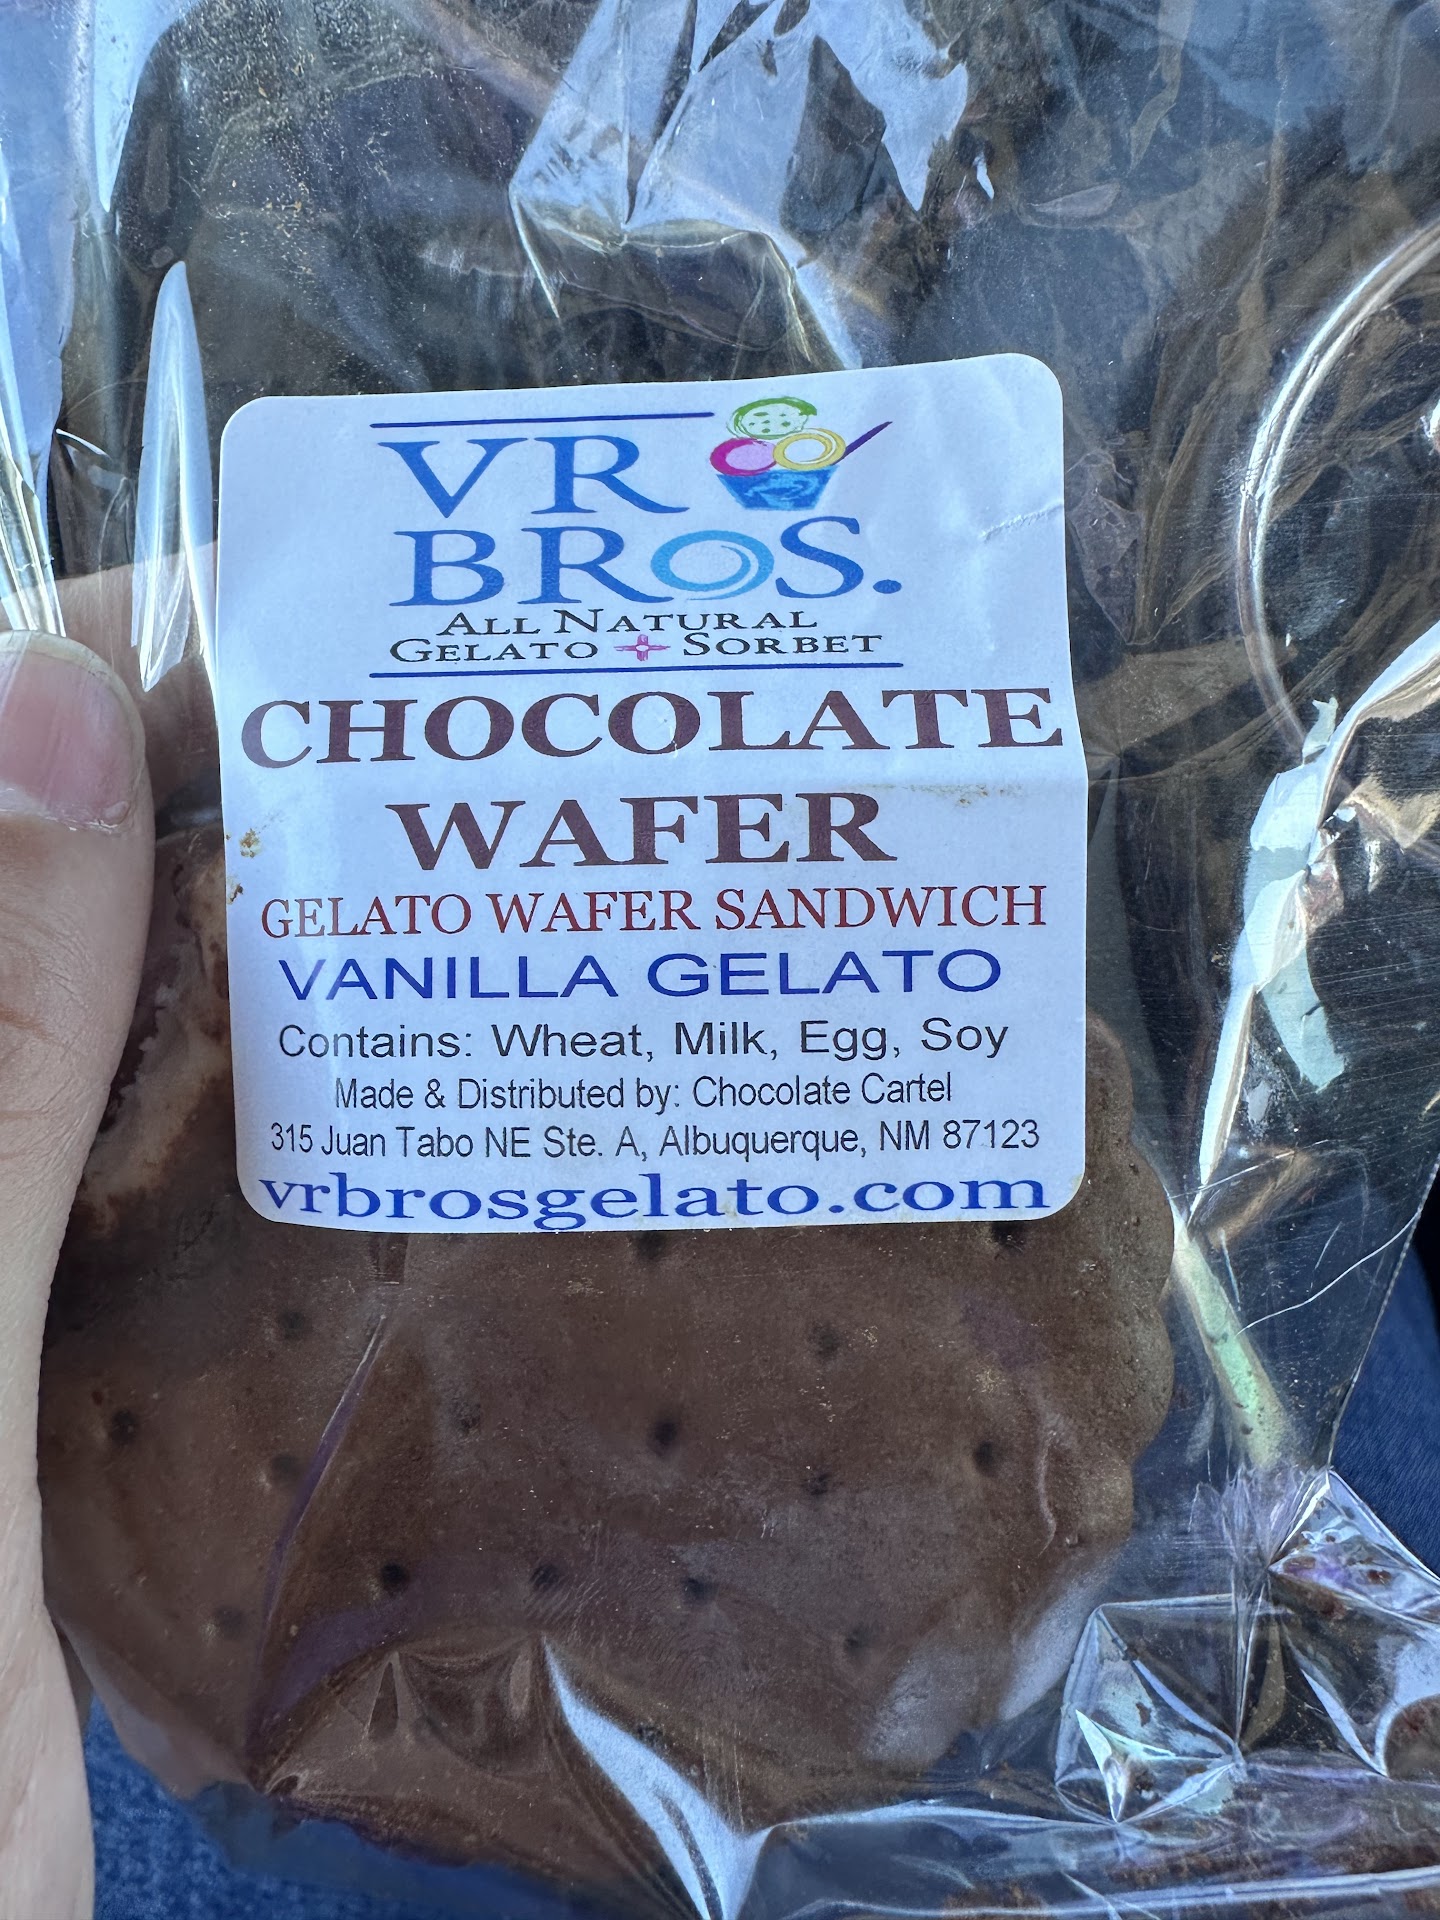 VR
BROS.
ALL NATURAL
GELATO SORBET
CHOCOLATE
WAFER
GELATO WAFER SANDWICH
VANILLA GELATO
Contains: Wheat, Milk, Egg, Soy
Made & Distributed by: Chocolate Cartel
315 Juan Tabo NE Ste. A, Albuquerque, NM 87123
vrbrosgelato.com